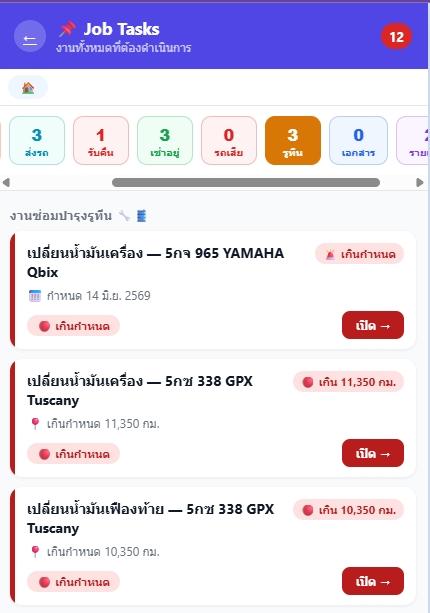 ← 📌 Job Tasks
งานทั้งหมดที่ต้องดำเนินการ
12
3 1 3 0 3 0
ส่งรถ รับคืน เช่าอยู่ รถเสีย รูทีน เอกสาร
งานซ่อมบำรุงรูทีน
เปลี่ยนน้ำมันเครื่อง — 5กจ 965 YAMAHA
Qbix
🚨 เกินกำหนด
กำหนด 14 มิ.ย. 2569
🔴 เกินกำหนด
เปิด →
เปลี่ยนน้ำมันเครื่อง — 5กซ 338 GPX
Tuscany
🔴 เกิน 11,350 กม.
📍 เกินกำหนด 11,350 กม.
🔴 เกินกำหนด
เปิด →
เปลี่ยนน้ำมันเฟืองท้าย — 5กซ 338 GPX
Tuscany
🔴 เกิน 10,350 กม.
📍 เกินกำหนด 10,350 กม.
🔴 เกินกำหนด
เปิด →